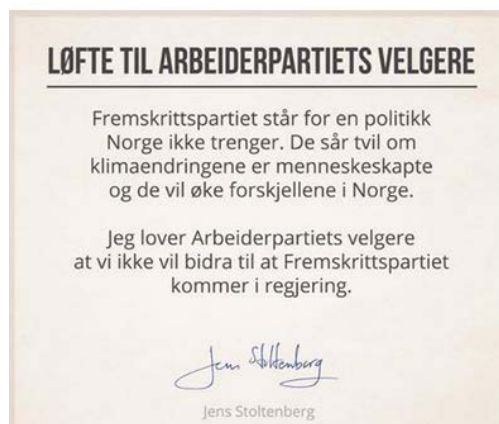 LØFTE TIL ARBEIDERPARTIETS VELGERE
Fremskrittspartiet står for en politikk
Norge ikke trenger. De sår tvil om
klimaendringene er menneskeskapte
og de vil øke forskjellene i Norge.
Jeg lover Arbeiderpartiets velgere
at vi ikke vil bidra til at Fremskrittspartiet
kommer i regjering.
Jens Stoltenberg
Jens Stoltenberg